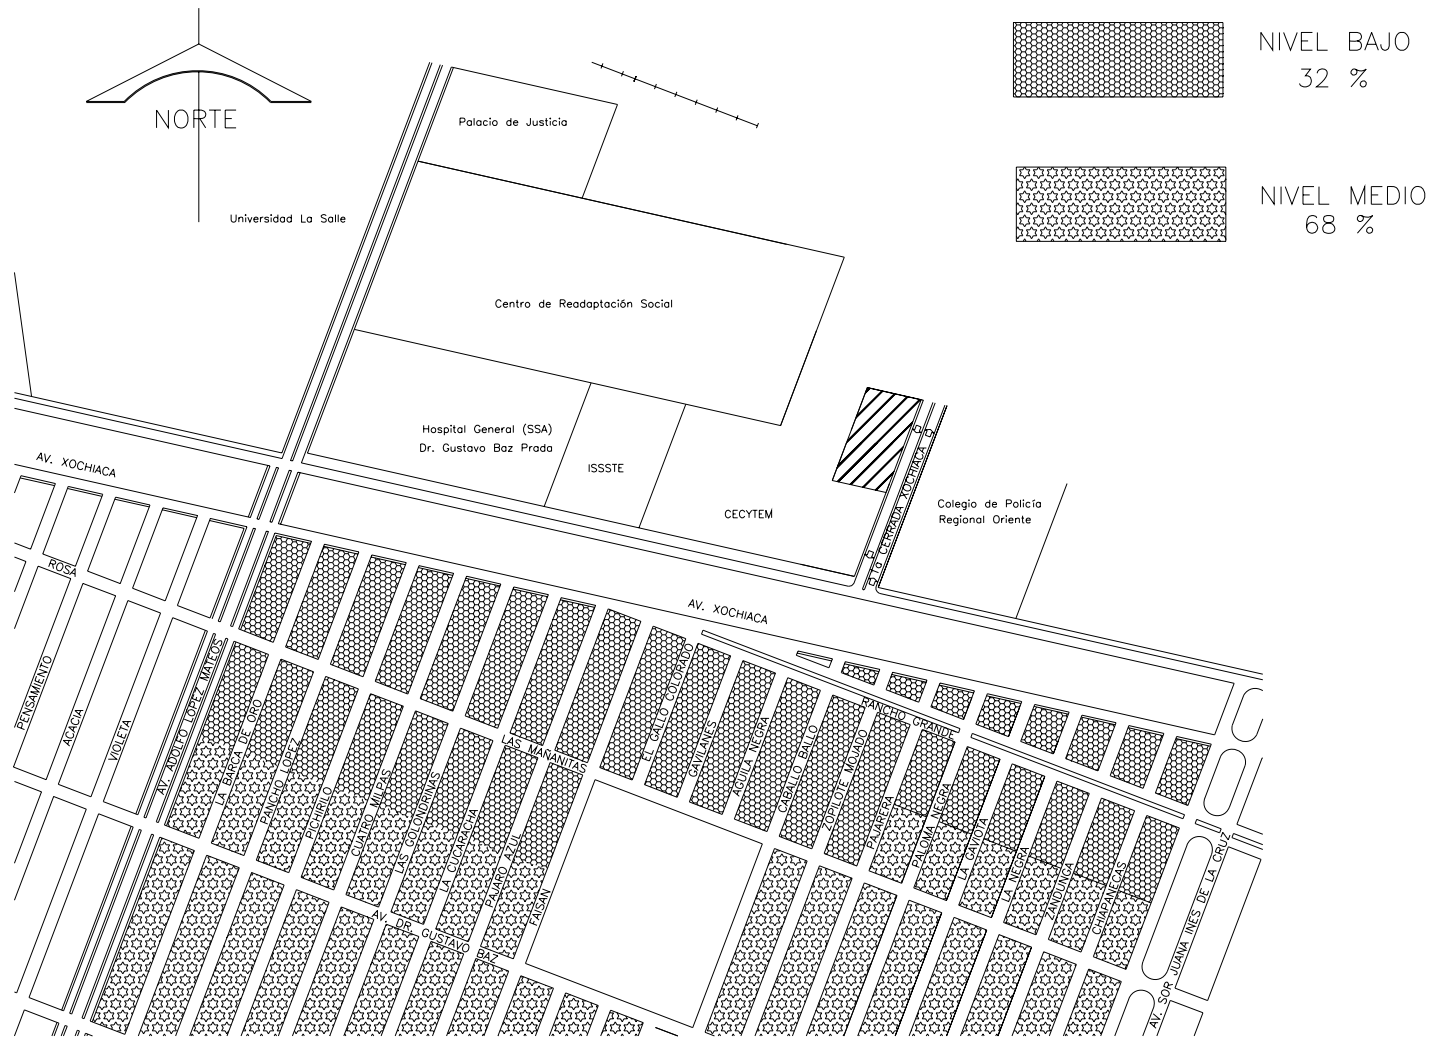 NIVEL BAJO
32 %
NORTE
Palacio de Justicia
NIVEL MEDIO
68 %
Universidad La Salle
Centro de Readaptación Social
Hospital General (SSA)
Dr. Gustavo Baz Prada
ISSSTE
AV. XOCHIACA
CECYTEM
1a CERRADA XOCHIACA
Colegio de Policía
Regional Oriente
ROSA
AV. XOCHIACA
PENSAMIENTO
ACACIA
VIOLETA
AV. ADOLFO LOPEZ MATEOS
LA BARCA DE ORO
PANCHO LOPEZ
PICHIRILO
CUATRO MILPAS
LAS GOLONDRINAS
LA CUCARACHA
PAJARO AZUL
FAISAN
LAS MAÑANITAS
EL GALLO COLORADO
GAVILANES
AGUILA NEGRA
CABALLO BALLO
ZOPILOTE MOJADO
PAJARERA
PALOMA NEGRA
LA GAVIOTA
LA NEGRA
ZANDUNGA
CHIAPANECAS
RANCHO GRANDE
AV. DR. GUSTAVO BAZ
AV. SOR JUANA INES DE LA CRUZ